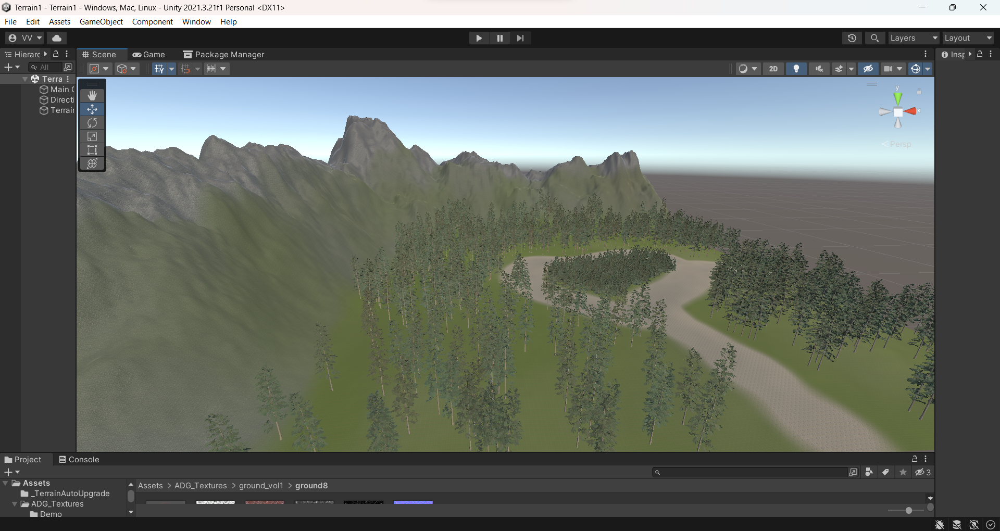 Terrain1 - Terrain1 - Windows, Mac, Linux - Unity 2021.3.21f1 Personal <DX11>
File Edit Assets GameObject Component Window Help
VV Layers Layout
Hierarc Scene Game Package Manager Insp
All 2D
Terra
Main C
Directi
Terrain
y
x
Persp
Project Console
3
Assets
Assets > ADG_Textures > ground_vol1 > ground8
_TerrainAutoUpgrade
ADG_Textures
Demo